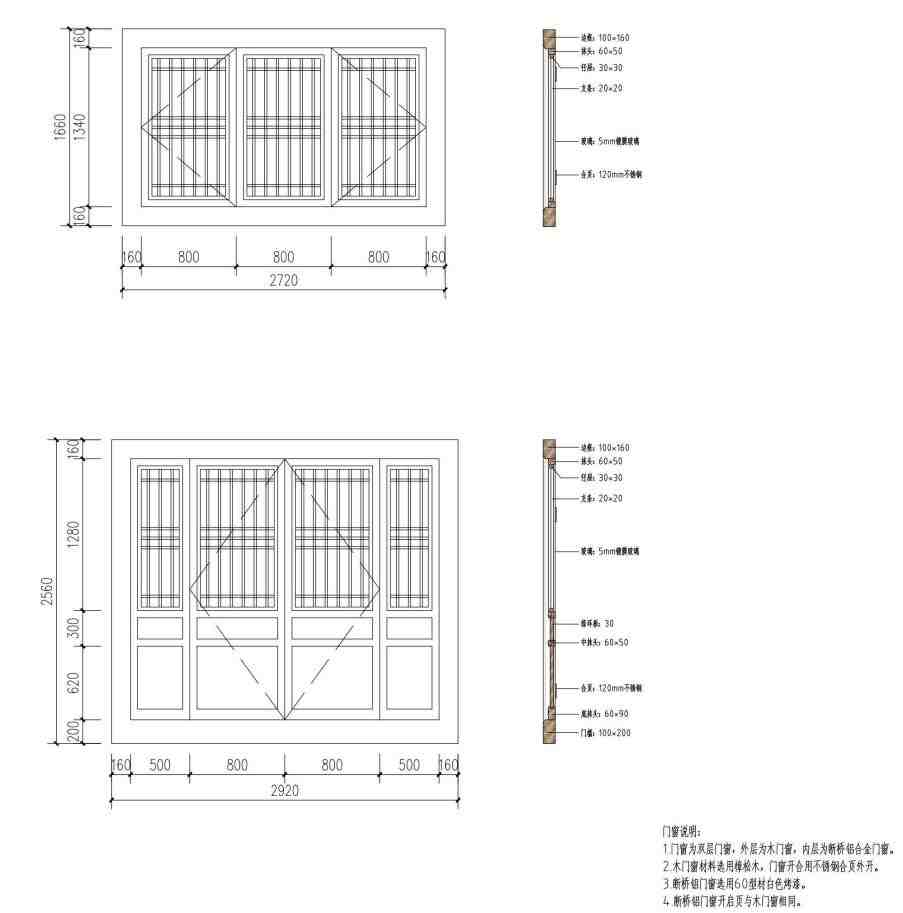 160
1340
160
1660
160 800 800 800 160
2720
边框：100×160
抹头：60×50
仔屉：30×30
支条：20×20
玻璃：5mm镀膜玻璃
合页：120mm不锈钢
160
1280
300
620
200
2560
160 500 800 800 500 160
2920
边框：100×160
抹头：60×50
仔屉：30×30
支条：20×20
玻璃：5mm镀膜玻璃
绦环板：30
中抹头：60×50
合页：120mm不锈钢
底抹头：60×90
门槛：100×200
门窗说明：
1.门窗为双层门窗，外层为木门窗，内层为断桥铝合金门窗。
2.木门窗材料选用樟松木，门窗开合用不锈钢合页外开。
3.断桥铝门窗选用60型材白色烤漆。
4.断桥铝门窗开启页与木门窗相同。